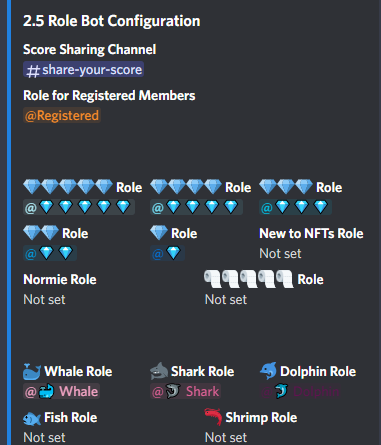 2.5 Role Bot Configuration
Score Sharing Channel
#share-your-score
Role for Registered Members
@Registered
💎💎💎💎💎 Role 💎💎💎💎 Role 💎💎💎 Role
@💎💎💎💎💎 @💎💎💎💎 @💎💎💎
💎💎 Role 💎 Role New to NFTs Role
@💎💎 @💎 Not set
Normie Role 🧻🧻🧻🧻🧻 Role
Not set Not set
🐳 Whale Role 🦈 Shark Role 🐬 Dolphin Role
@🐳 Whale @🦈 Shark @🐬
🐟 Fish Role 🦐 Shrimp Role
Not set Not set